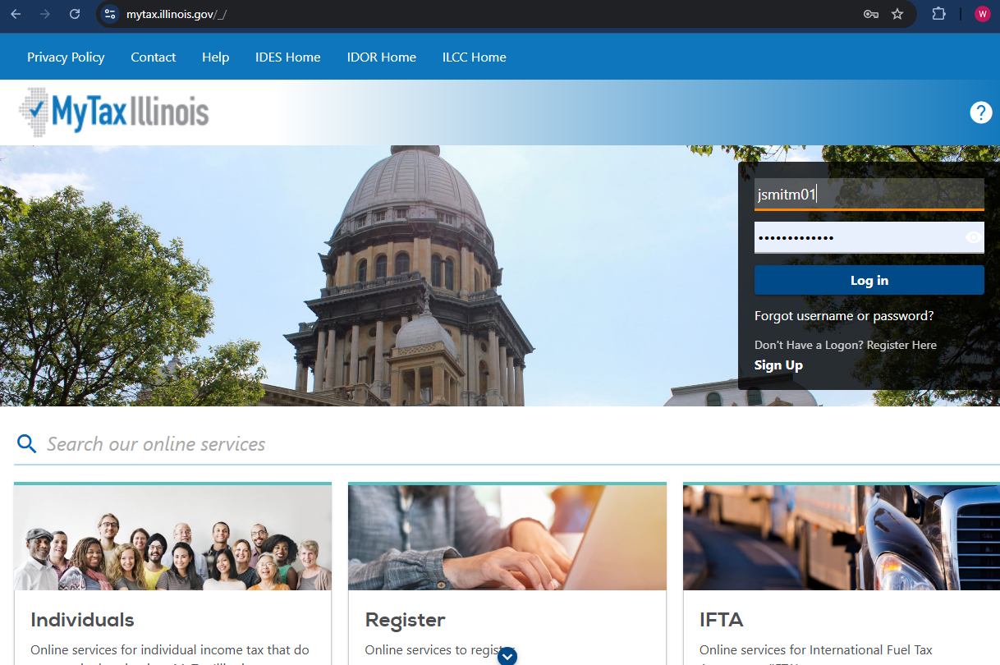 mytax.illinois.gov/_/
W
Privacy Policy Contact Help IDES Home IDOR Home ILCC Home
MyTax Illinois
?
jsmitm01
•••••••••••••
Log in
Forgot username or password?
Don't Have a Logon? Register Here
Sign Up
Search our online services
Individuals
Online services for individual income tax that do
Register
Online services to register
IFTA
Online services for International Fuel Tax